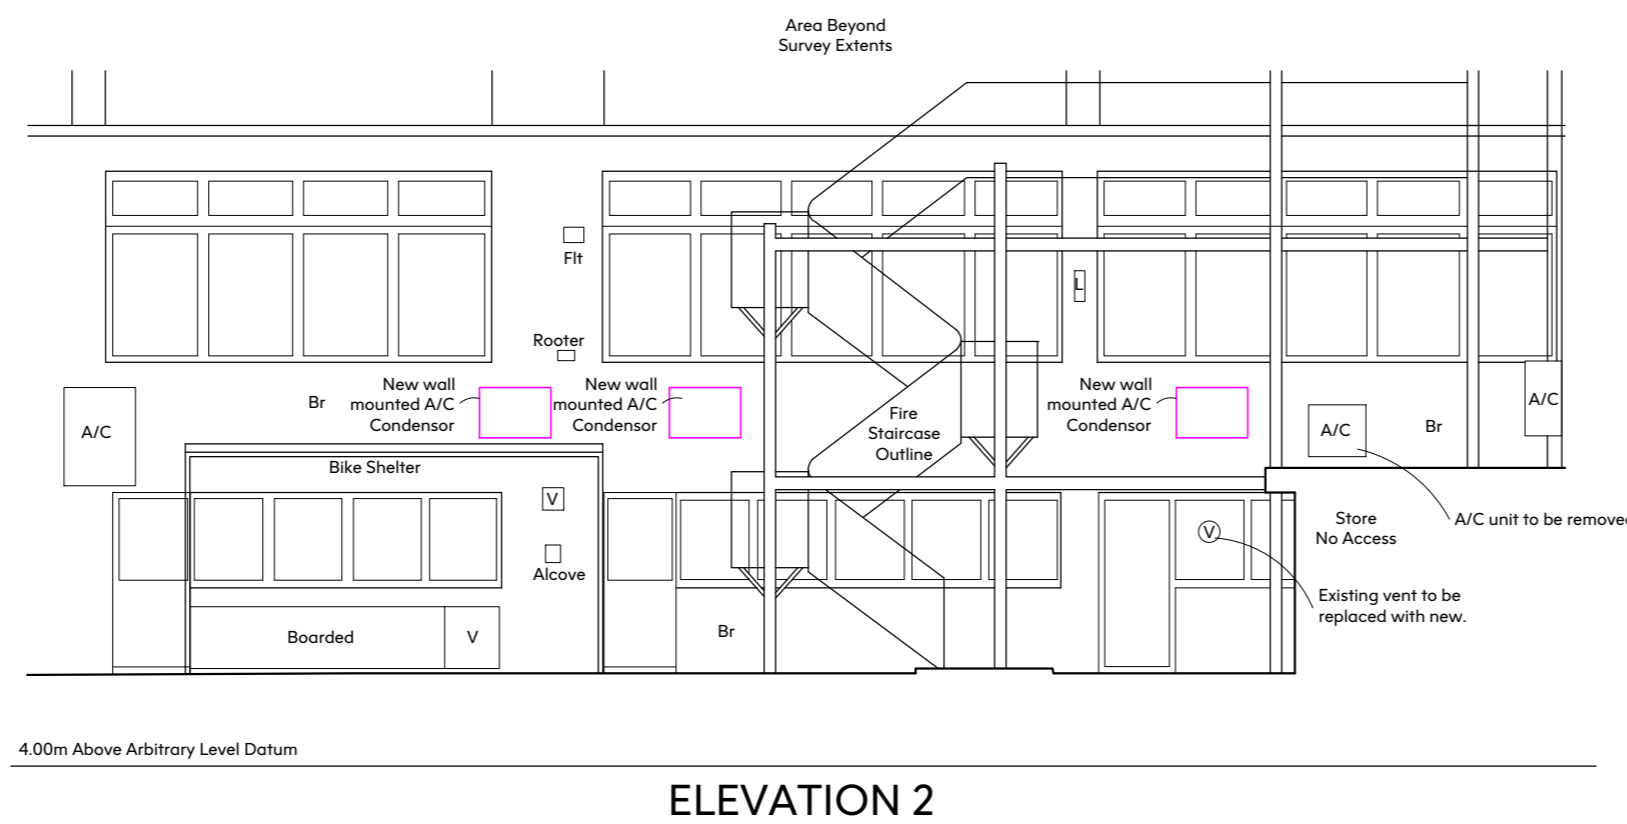 Area Beyond
Survey Extents
Flt
L
Rooter
New wall
mounted A/C
Condensor
New wall
mounted A/C
Condensor
New wall
mounted A/C
Condensor
A/C
Br
Fire
Staircase
Outline
A/C
Br
A/C
Bike Shelter
V
Alcove
V
Store
No Access
A/C unit to be removed
Existing vent to be
replaced with new.
Boarded
V
Br
4.00m Above Arbitrary Level Datum
ELEVATION 2